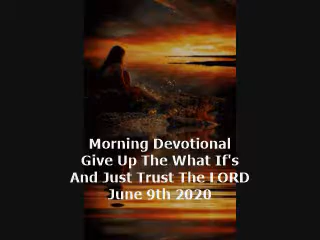 Morning Devotional
Give Up The What If's
And Just Trust The LORD
June 9th 2020